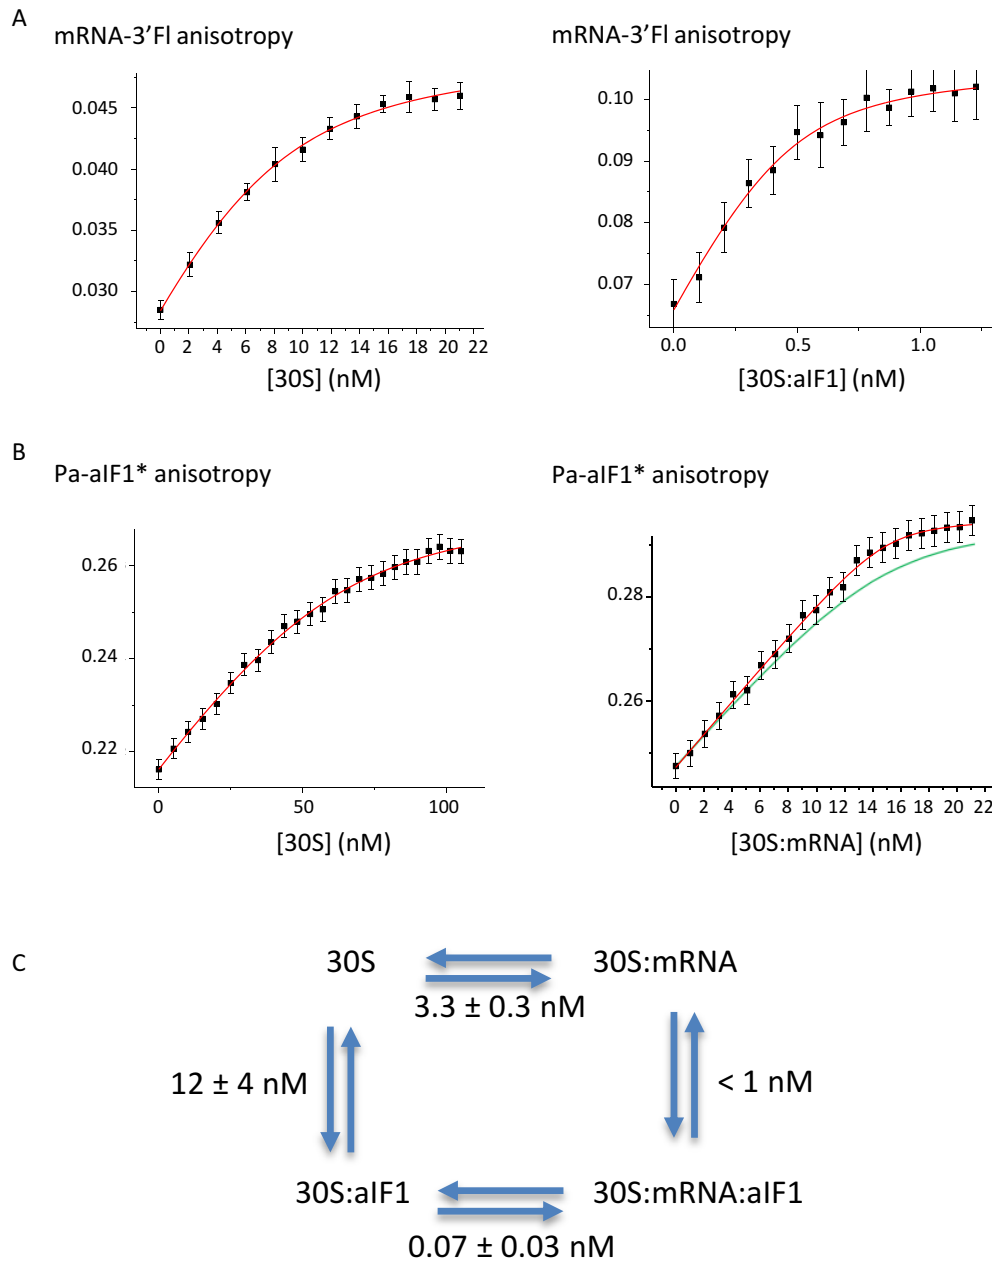 A
mRNA-3’Fl anisotropy
0.045
0.040
0.035
0.030
0 2 4 6 8 10 12 14 16 18 20 22
[30S] (nM)
mRNA-3’Fl anisotropy
0.10
0.09
0.08
0.07
0.0 0.5 1.0
[30S:aIF1] (nM)
B
Pa-aIF1* anisotropy
0.26
0.24
0.22
0 50 100
[30S] (nM)
Pa-aIF1* anisotropy
0.28
0.26
0 2 4 6 8 10 12 14 16 18 20 22
[30S:mRNA] (nM)
C
30S 30S:mRNA
3.3 ± 0.3 nM
12 ± 4 nM < 1 nM
30S:aIF1 30S:mRNA:aIF1
0.07 ± 0.03 nM